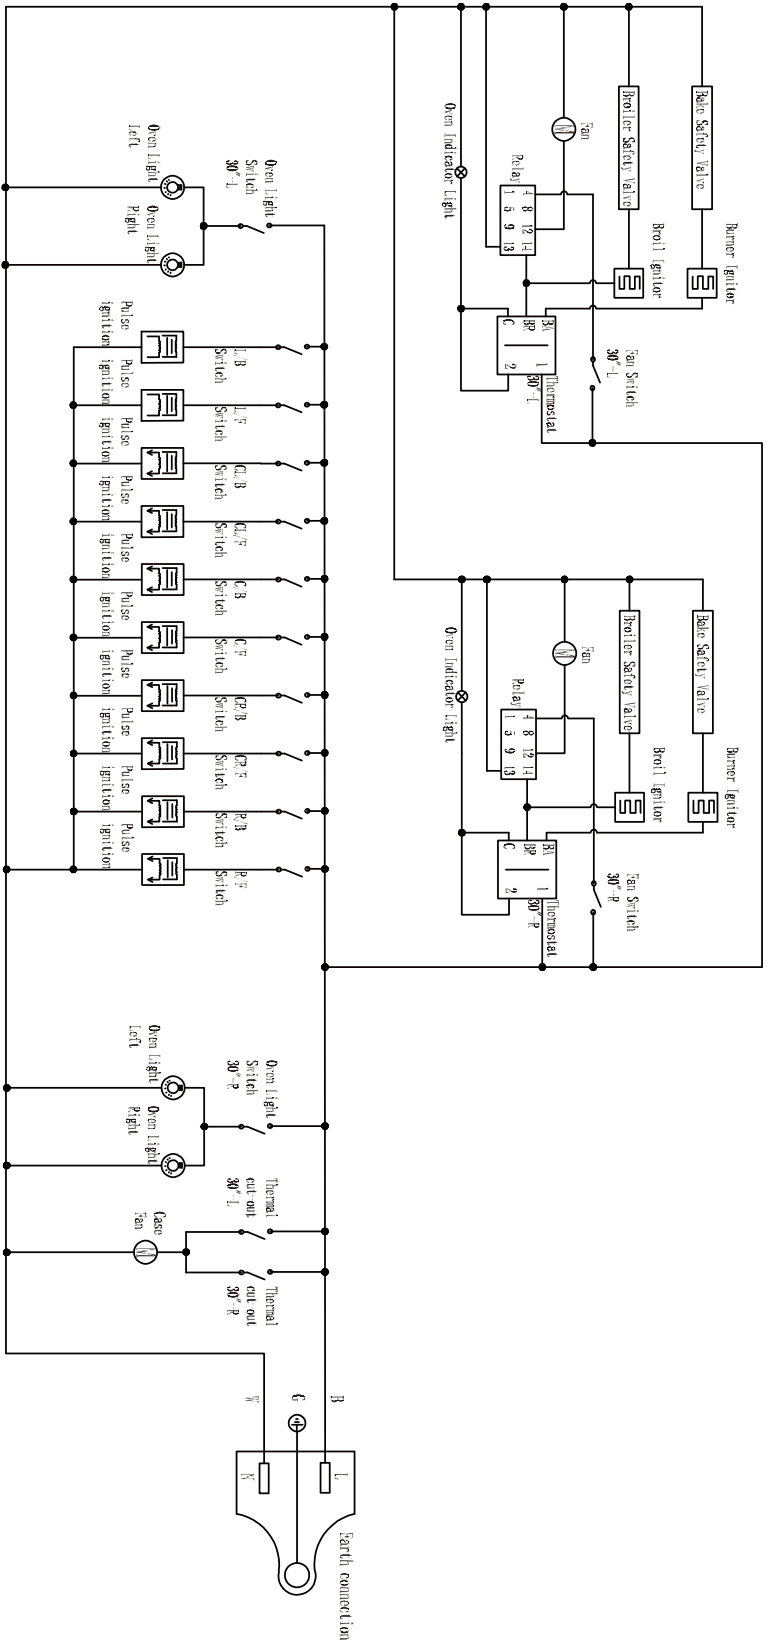 Bake Safety Valve
Burner Ignitor
Broiler Safety Valve
Broil Ignitor
Fan
Fan Switch
30"-L
Relay
1 5 9 13
4 8 12 14
Oven Indicator Light
C BR BA
2 1
Thermostat
30"-L
Bake Safety Valve
Burner Ignitor
Broiler Safety Valve
Broil Ignitor
Fan
Fan Switch
30"-R
Relay
1 5 9 13
4 8 12 14
Oven Indicator Light
C BR BA
2 1
Thermostat
30"-R
Oven Light
Switch
30"-L
Oven Light
Left
Oven Light
Right
L/B
Switch
L/F
Switch
CL/B
Switch
CL/F
Switch
C/B
Switch
C/F
Switch
CR/B
Switch
CR/F
Switch
R/B
Switch
R/F
Switch
Pulse
ignition
Pulse
ignition
Pulse
ignition
Pulse
ignition
Pulse
ignition
Pulse
ignition
Pulse
ignition
Pulse
ignition
Pulse
ignition
Pulse
ignition
Oven Light
Switch
30"-R
Oven Light
Left
Oven Light
Right
Thermal
cut-out
30"-L
Thermal
cut-out
30"-R
Case
Fan
B
G
W
L
N
Earth connection